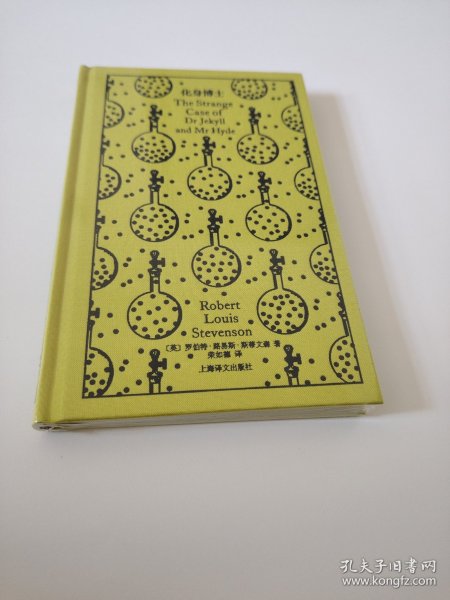 化身博士
The Strange
Case of
Dr Jekyll
and Mr Hyde
Robert
Louis
Stevenson
[英] 罗伯特·路易斯·斯蒂文森 著
荣如德 译
上海译文出版社
孔夫子旧书网
www.kongfz.com